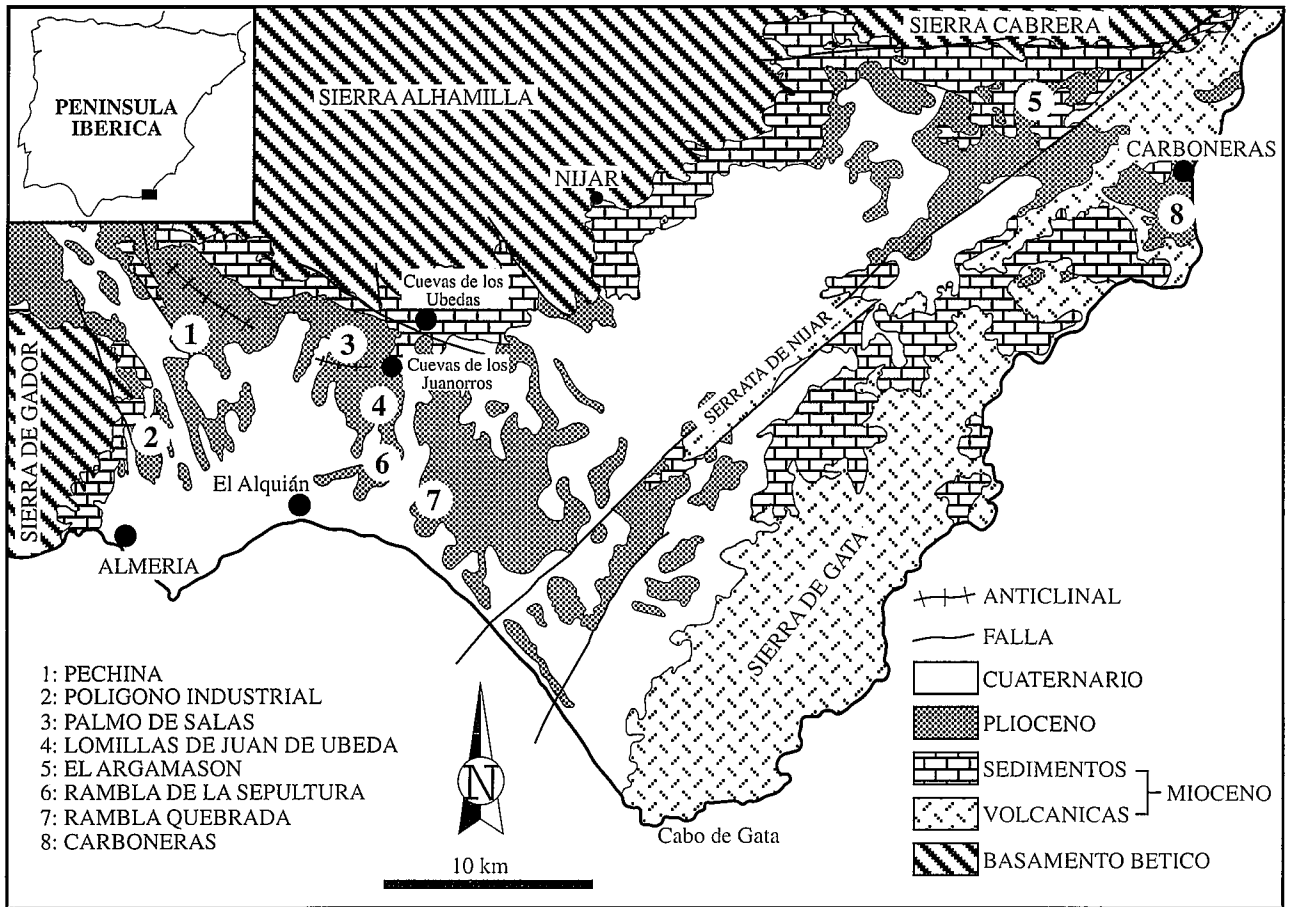 PENINSULA
IBERICA
SIERRA CABRERA
SIERRA ALHAMILLA
5
CARBONERAS
NIJAR
8
Cuevas de los
Ubedas
1
3
Cuevas de los
Juanorros
SERRATA DE NIJAR
SIERRA DE GADOR
4
2
6
El Alquián
7
ALMERIA
SIERRA DE GATA
ANTICLINAL
FALLA
CUATERNARIO
PLIOCENO
SEDIMENTOS
VOLCANICAS
MIOCENO
BASAMENTO BETICO
1: PECHINA
2: POLIGONO INDUSTRIAL
3: PALMO DE SALAS
4: LOMILLAS DE JUAN DE UBEDA
5: EL ARGAMASON
6: RAMBLA DE LA SEPULTURA
7: RAMBLA QUEBRADA
8: CARBONERAS
N
10 km
Cabo de Gata